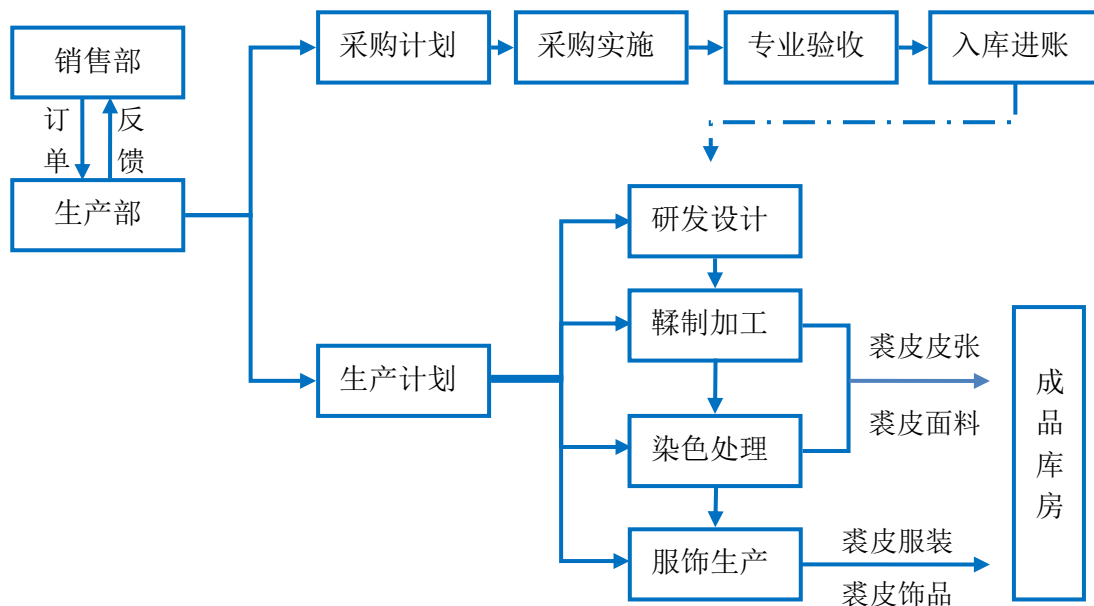 销售部
订单
反馈
生产部
采购计划
采购实施
专业验收
入库进账
生产计划
研发设计
鞣制加工
染色处理
服饰生产
裘皮皮张
裘皮面料
裘皮服装
裘皮饰品
成品库房